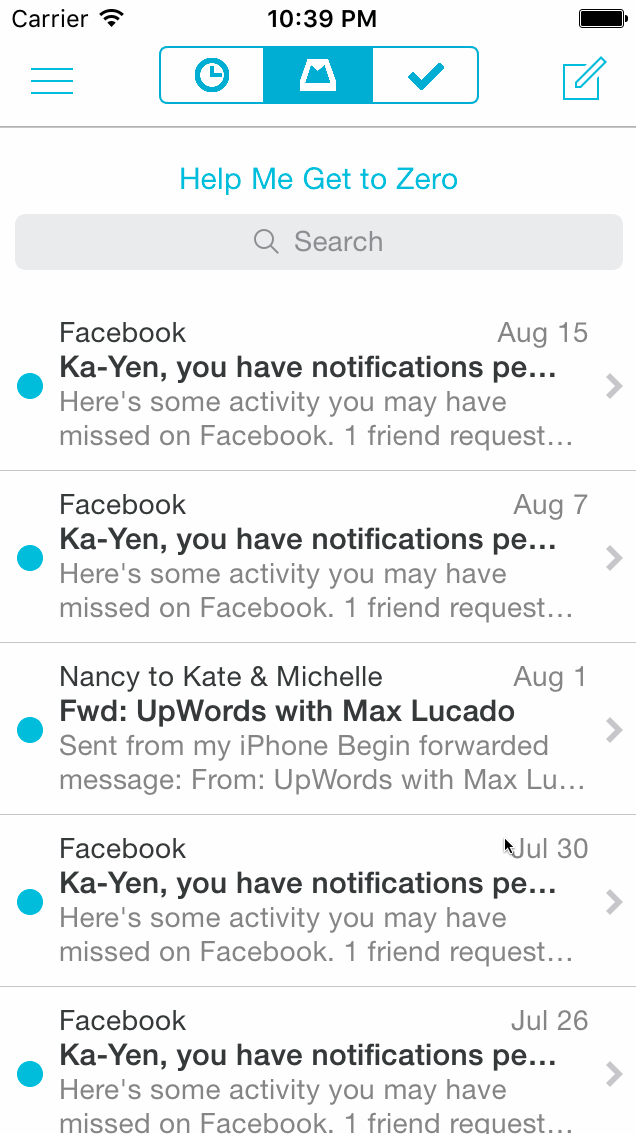 Carrier 10:39 PM
Help Me Get to Zero
Search
Facebook Aug 15
Ka-Yen, you have notifications pe…
Here's some activity you may have
missed on Facebook. 1 friend request…
Facebook Aug 7
Ka-Yen, you have notifications pe…
Here's some activity you may have
missed on Facebook. 1 friend request…
Nancy to Kate & Michelle Aug 1
Fwd: UpWords with Max Lucado
Sent from my iPhone Begin forwarded
message: From: UpWords with Max Lu…
Facebook Jul 30
Ka-Yen, you have notifications pe…
Here's some activity you may have
missed on Facebook. 1 friend request…
Facebook Jul 26
Ka-Yen, you have notifications pe…
Here's some activity you may have
missed on Facebook. 1 friend request…